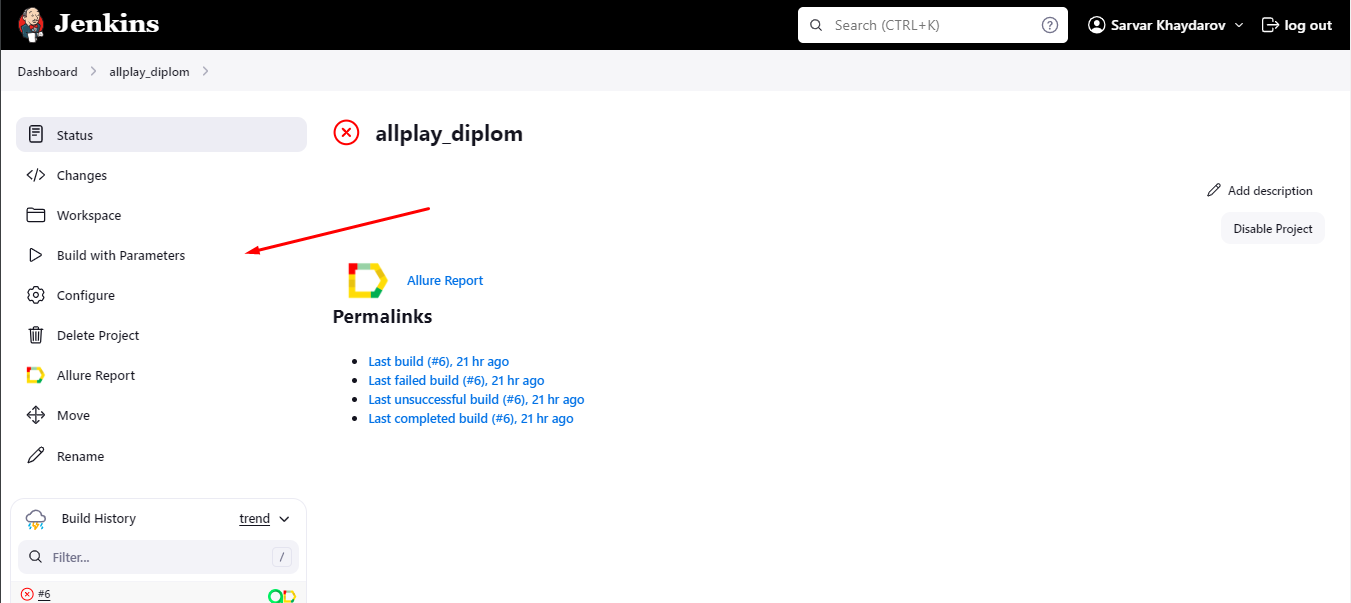 Jenkins
Search (CTRL+K)
?
Sarvar Khaydarov
log out
Dashboard
allplay_diplom
Status
Changes
Workspace
Build with Parameters
Configure
Delete Project
Allure Report
Move
Rename
Build History
trend
Filter...
/
#6
allplay_diplom
Add description
Disable Project
Allure Report
Permalinks
Last build (#6), 21 hr ago
Last failed build (#6), 21 hr ago
Last unsuccessful build (#6), 21 hr ago
Last completed build (#6), 21 hr ago